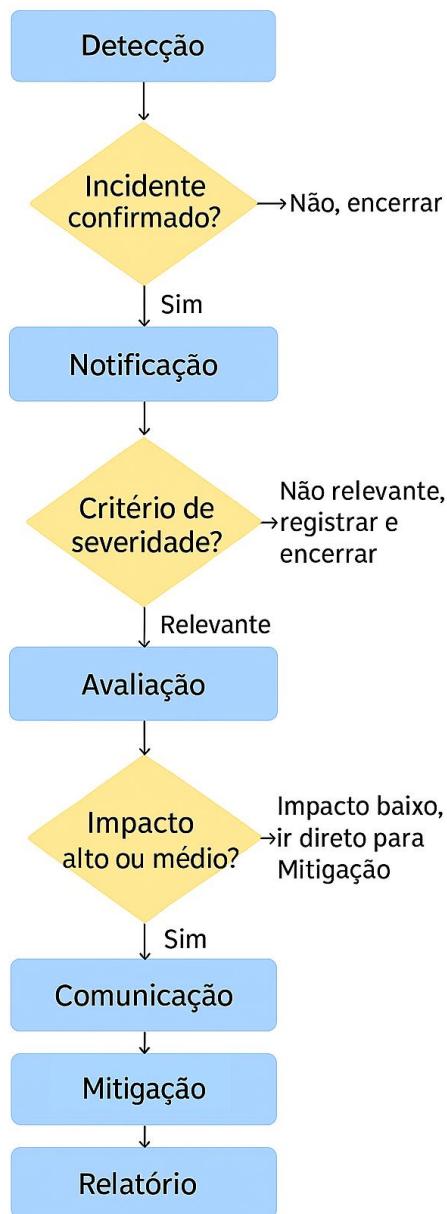 Detecção
Incidente
confirmado?
Não, encerrar
Sim
Notificação
Critério de
severidade?
Não relevante,
registrar e
encerrar
Relevante
Avaliação
Impacto
alto ou médio?
Impacto baixo,
ir direto para
Mitigação
Sim
Comunicação
Mitigação
Relatório